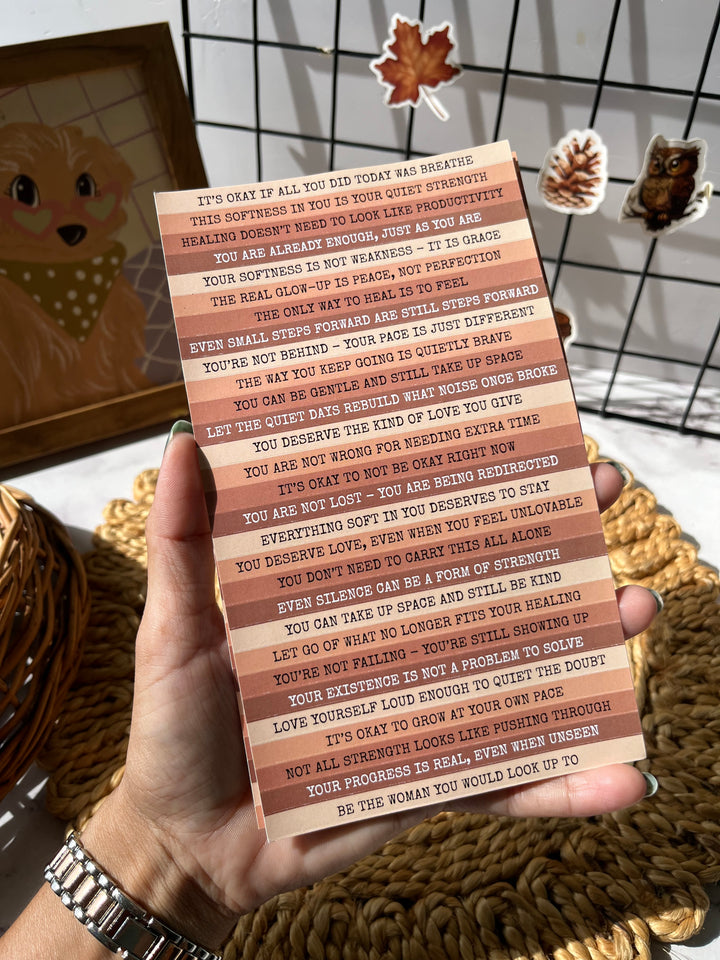 IT'S OKAY IF ALL YOU DID TODAY WAS BREATHE
THIS SOFTNESS IN YOU IS YOUR QUIET STRENGTH
HEALING DOESN'T NEED TO LOOK LIKE PRODUCTIVITY
YOU ARE ALREADY ENOUGH, JUST AS YOU ARE
YOUR SOFTNESS IS NOT WEAKNESS – IT IS GRACE
THE REAL GLOW-UP IS PEACE, NOT PERFECTION
THE ONLY WAY TO HEAL IS TO FEEL
EVEN SMALL STEPS FORWARD ARE STILL STEPS FORWARD
YOU'RE NOT BEHIND – YOUR PACE IS JUST DIFFERENT
THE WAY YOU KEEP GOING IS QUIETLY BRAVE
YOU CAN BE GENTLE AND STILL TAKE UP SPACE
LET THE QUIET DAYS REBUILD WHAT NOISE ONCE BROKE
YOU DESERVE THE KIND OF LOVE YOU GIVE
YOU ARE NOT WRONG FOR NEEDING EXTRA TIME
IT'S OKAY TO NOT BE OKAY RIGHT NOW
YOU ARE NOT LOST – YOU ARE BEING REDIRECTED
EVERYTHING SOFT IN YOU DESERVES TO STAY
YOU DESERVE LOVE, EVEN WHEN YOU FEEL UNLOVABLE
YOU DON'T NEED TO CARRY THIS ALL ALONE
EVEN SILENCE CAN BE A FORM OF STRENGTH
YOU CAN TAKE UP SPACE AND STILL BE KIND
LET GO OF WHAT NO LONGER FITS YOUR HEALING
YOU'RE NOT FAILING – YOU'RE STILL SHOWING UP
YOUR EXISTENCE IS NOT A PROBLEM TO SOLVE
LOVE YOURSELF LOUD ENOUGH TO QUIET THE DOUBT
IT'S OKAY TO GROW AT YOUR OWN PACE
NOT ALL STRENGTH LOOKS LIKE PUSHING THROUGH
YOUR PROGRESS IS REAL, EVEN WHEN UNSEEN
BE THE WOMAN YOU WOULD LOOK UP TO